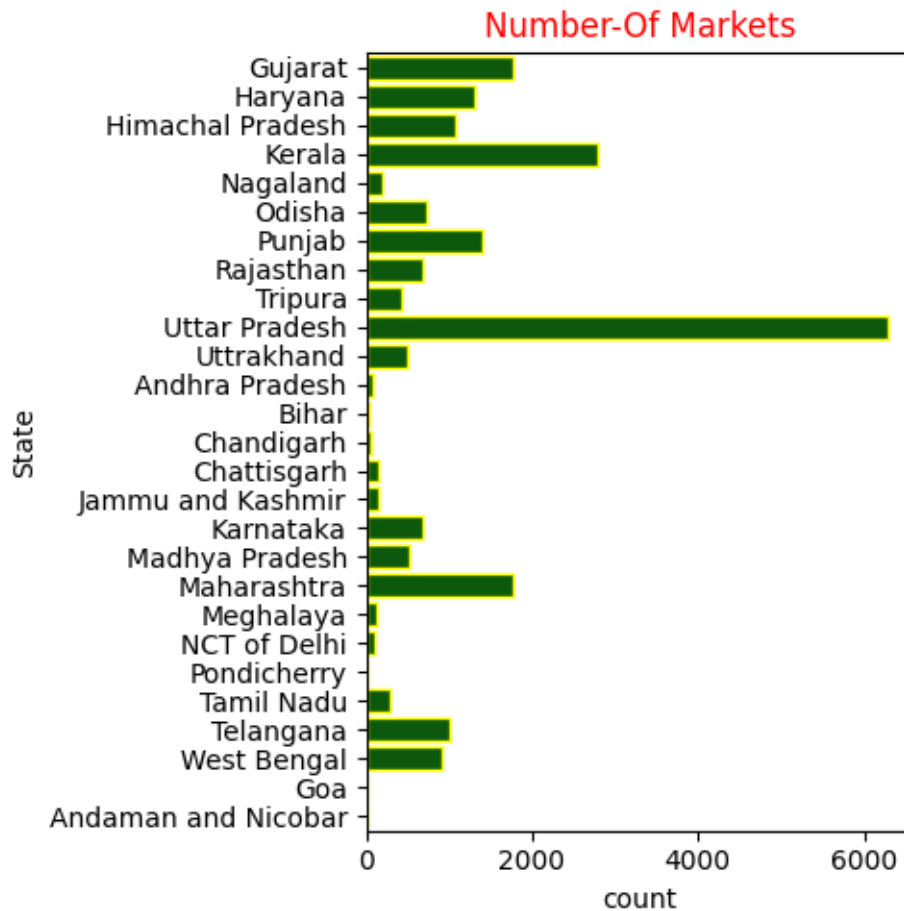 Number-Of Markets
Gujarat
Haryana
Himachal Pradesh
Kerala
Nagaland
Odisha
Punjab
Rajasthan
Tripura
Uttar Pradesh
Uttrakhand
Andhra Pradesh
Bihar
Chandigarh
Chattisgarh
Jammu and Kashmir
Karnataka
Madhya Pradesh
Maharashtra
Meghalaya
NCT of Delhi
Pondicherry
Tamil Nadu
Telangana
West Bengal
Goa
Andaman and Nicobar
State
0 2000 4000 6000
count